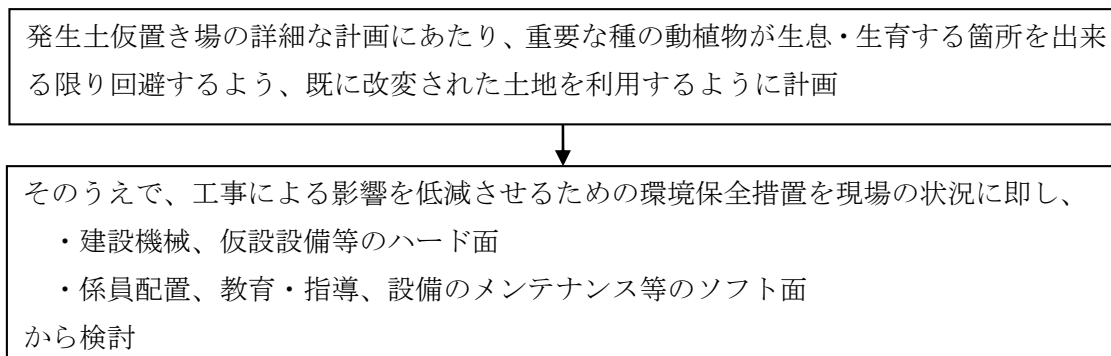 発生土仮置き場の詳細な計画にあたり、重要な種の動植物が生息・生育する箇所を出来
る限り回避するよう、既に改変された土地を利用するように計画
そのうえで、工事による影響を低減させるための環境保全措置を現場の状況に即し、
・建設機械、仮設設備等のハード面
・係員配置、教育・指導、設備のメンテナンス等のソフト面
から検討